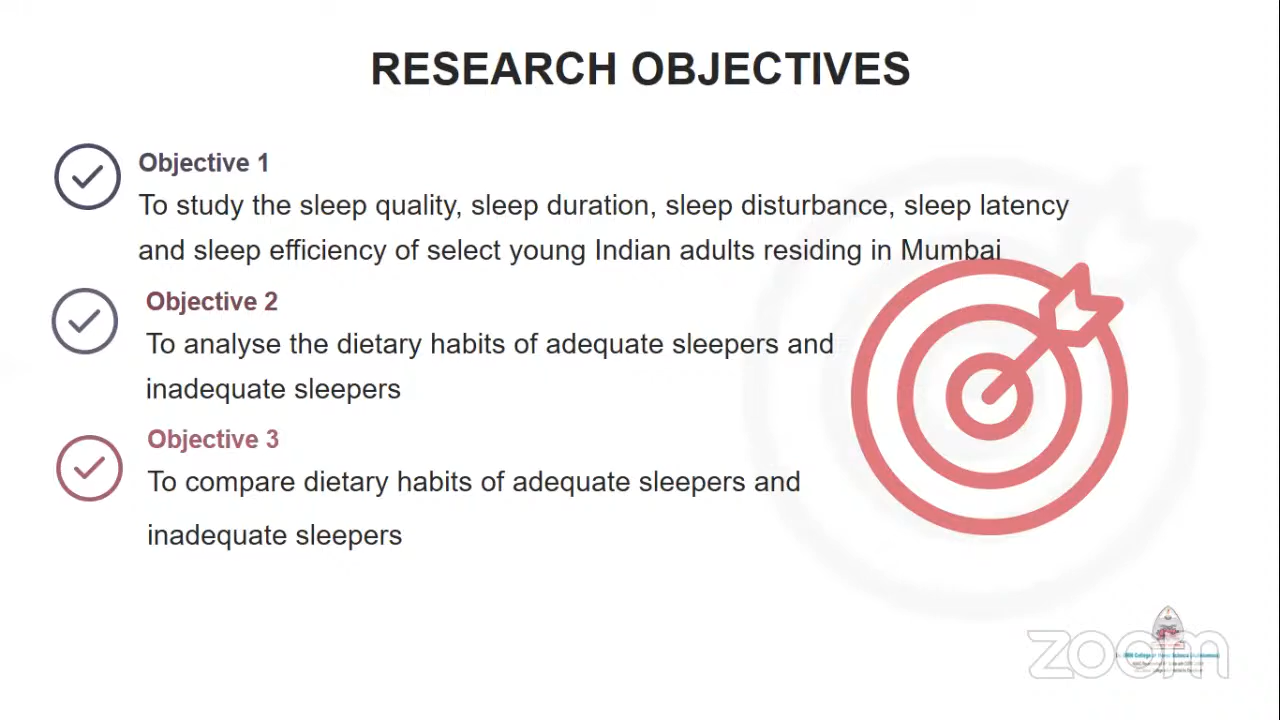 RESEARCH OBJECTIVES
Objective 1
To study the sleep quality, sleep duration, sleep disturbance, sleep latency
and sleep efficiency of select young Indian adults residing in Mumbai
Objective 2
To analyse the dietary habits of adequate sleepers and
inadequate sleepers
Objective 3
To compare dietary habits of adequate sleepers and
inadequate sleepers
zoom